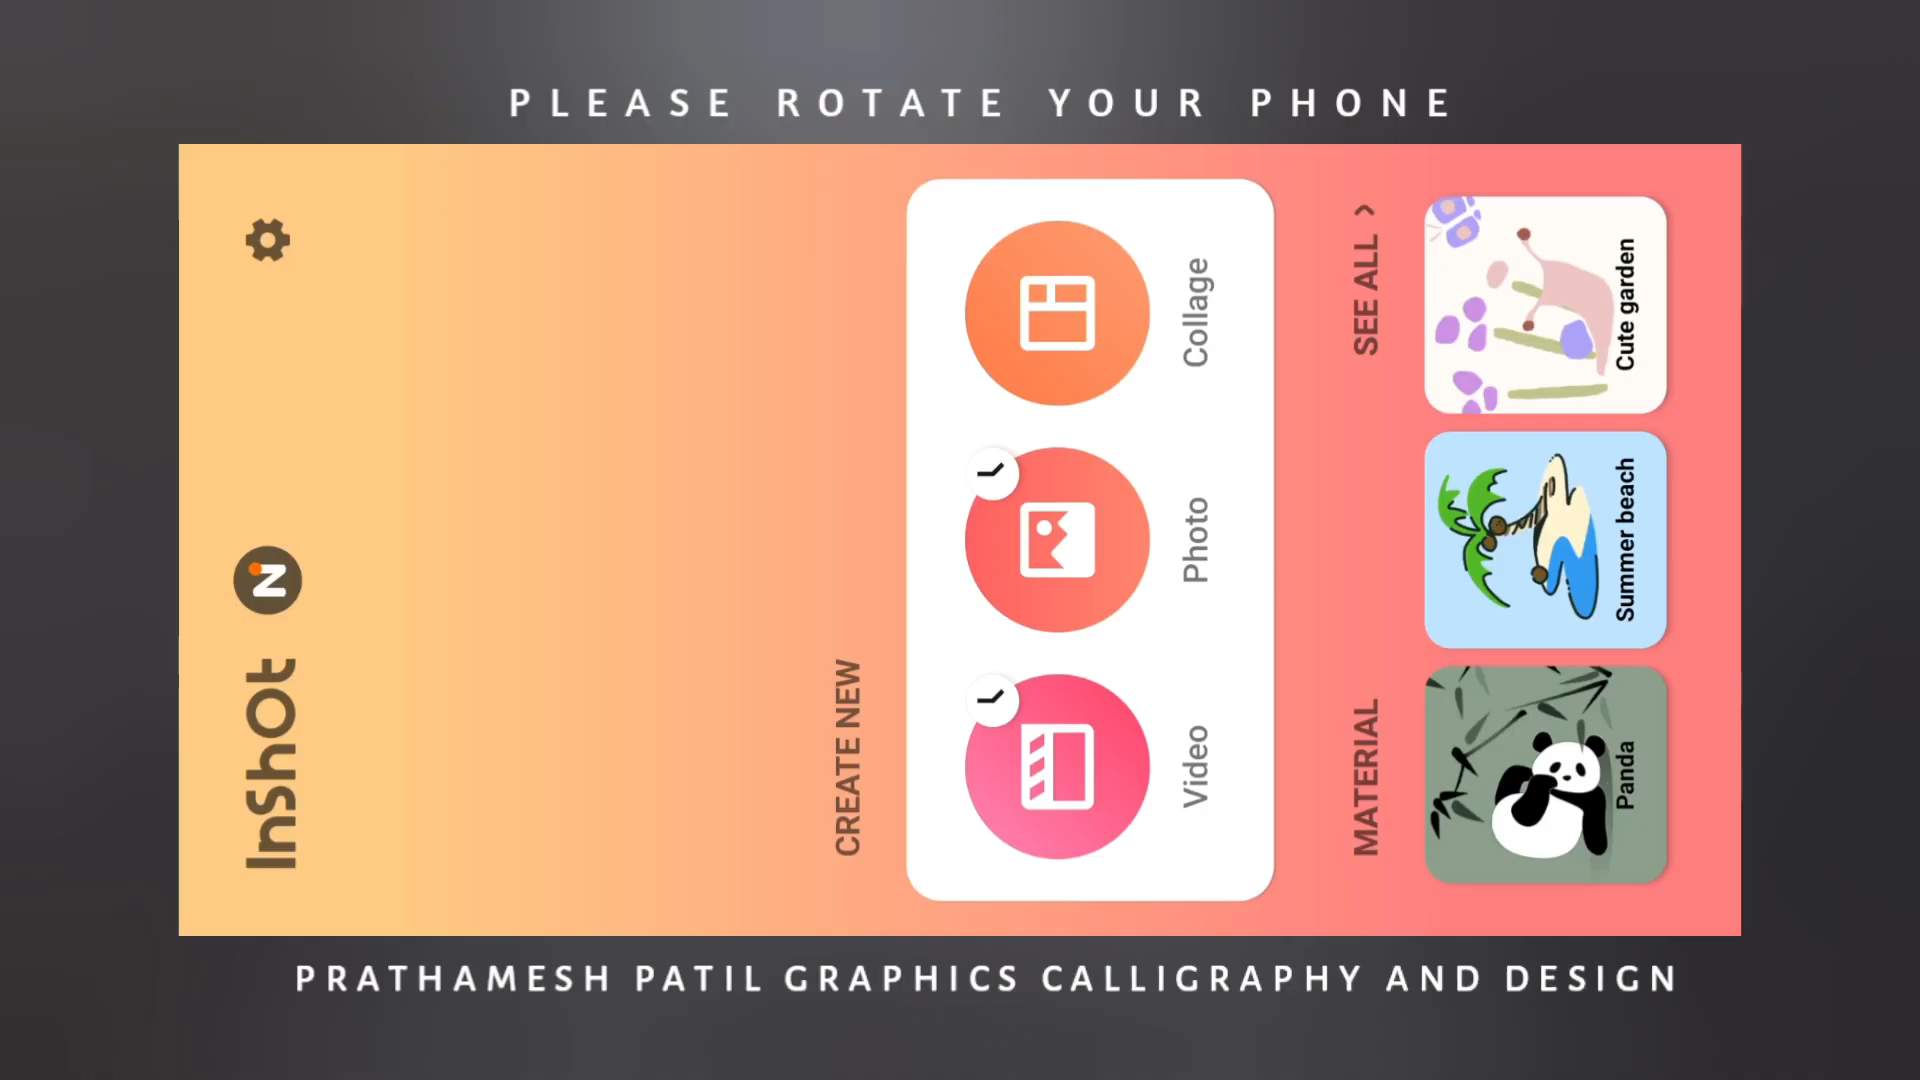 PLEASE ROTATE YOUR PHONE
InShOt
N
CREATE NEW
Video
Photo
Collage
MATERIAL
SEE ALL >
Panda
Summer beach
Cute garden
PRATHAMESH PATIL GRAPHICS CALLIGRAPHY AND DESIGN